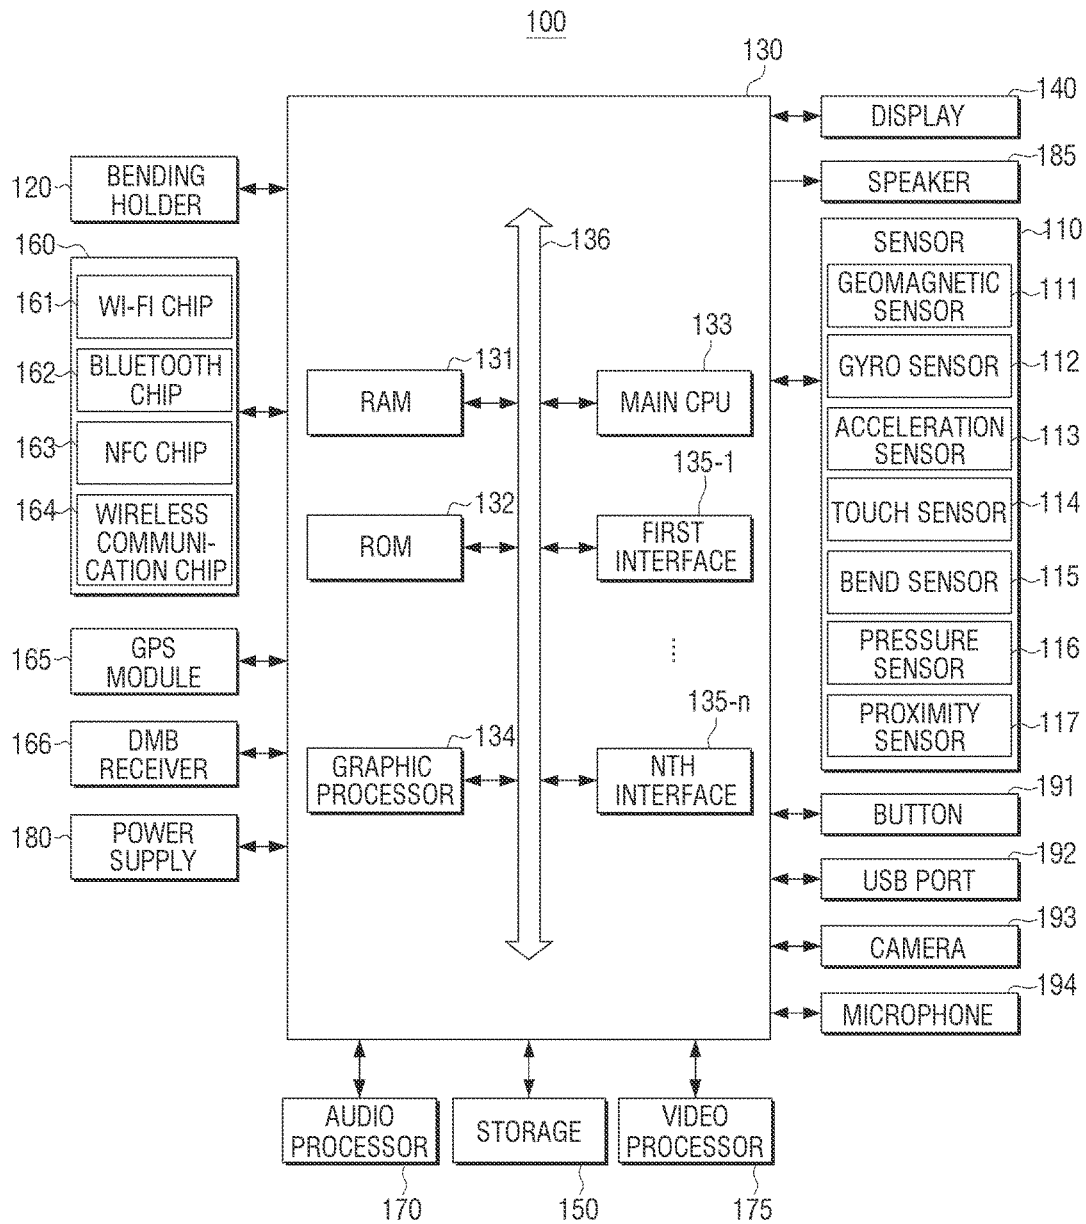 100
130
140
DISPLAY
185
SPEAKER
120
BENDING
HOLDER
110
SENSOR
136
160
161
WI-FI CHIP
GEOMAGNETIC
SENSOR
111
133
131
162
BLUETOOTH
CHIP
GYRO SENSOR
112
RAM
MAIN CPU
163
NFC CHIP
ACCELERATION
SENSOR
113
132
135-1
164
WIRELESS
COMMUNI-
CATION CHIP
TOUCH SENSOR
114
ROM
FIRST
INTERFACE
BEND SENSOR
115
165
GPS
MODULE
PRESSURE
SENSOR
116
135-n
166
DMB
RECEIVER
134
PROXIMITY
SENSOR
117
GRAPHIC
PROCESSOR
NTH
INTERFACE
191
BUTTON
180
POWER
SUPPLY
192
USB PORT
193
CAMERA
194
MICROPHONE
AUDIO
PROCESSOR
STORAGE
VIDEO
PROCESSOR
170
150
175